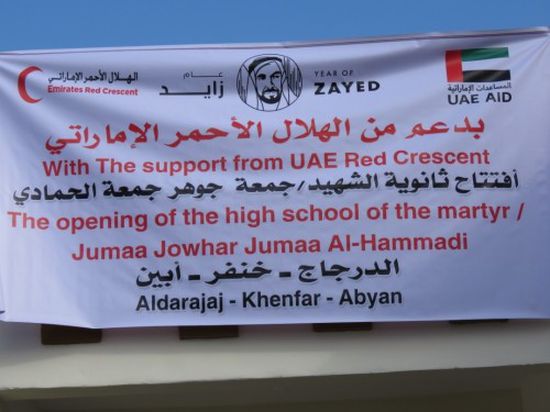 الهلال الأحمر الإماراتي
Emirates Red Crescent
عام
زايد
YEAR OF
ZAYED
المساعدات الإماراتية
UAE AID
بدعم من الهلال الأحمر الإماراتي
With The support from UAE Red Crescent
أفتتاح ثانوية الشهيد/جمعة جوهر جمعة الحمادي
The opening of the high school of the martyr /
Jumaa Jowhar Jumaa Al-Hammadi
الدرجاج - خنفر - أبين
Aldarajaj - Khenfar - Abyan